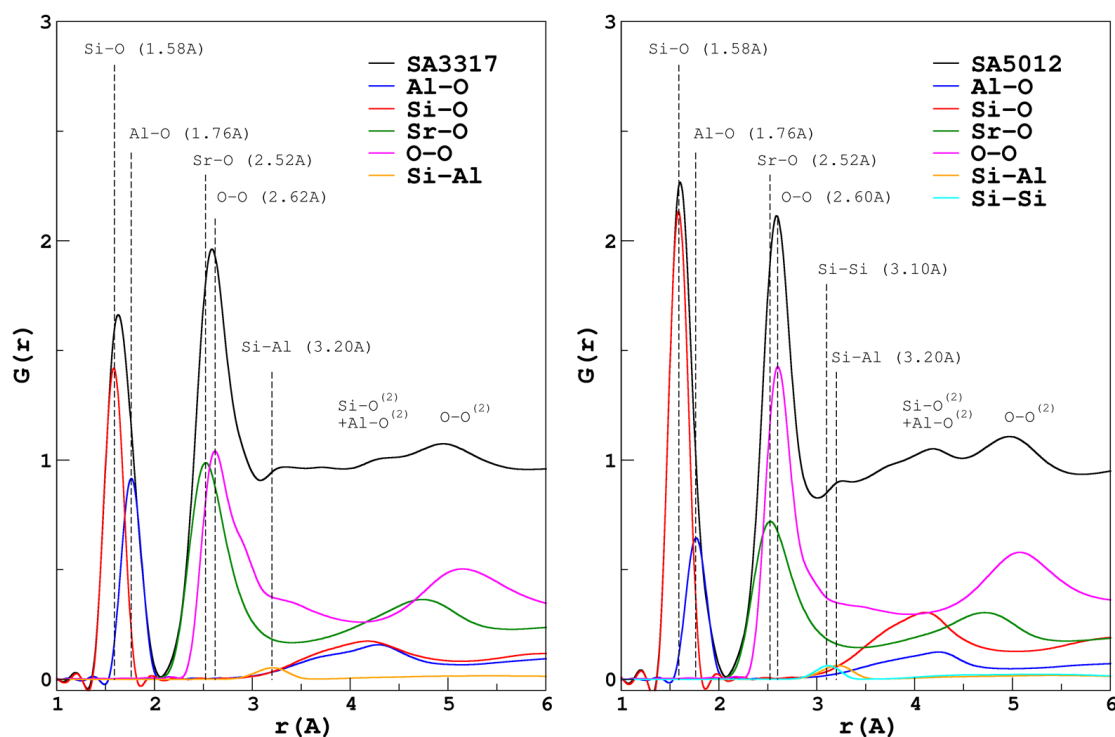 3
2
1
0
G(r)
1
2
3
4
5
6
r(A)
Si-O (1.58A)
Al-O (1.76A)
Sr-O (2.52A)
O-O (2.62A)
Si-Al (3.20A)
Si-O(2)
+Al-O(2)
O-O(2)
SA3317
Al-O
Si-O
Sr-O
O-O
Si-Al
3
2
1
0
G(r)
1
2
3
4
5
6
r(A)
Si-O (1.58A)
Al-O (1.76A)
Sr-O (2.52A)
O-O (2.60A)
Si-Si (3.10A)
Si-Al (3.20A)
Si-O(2)
+Al-O(2)
O-O(2)
SA5012
Al-O
Si-O
Sr-O
O-O
Si-Al
Si-Si